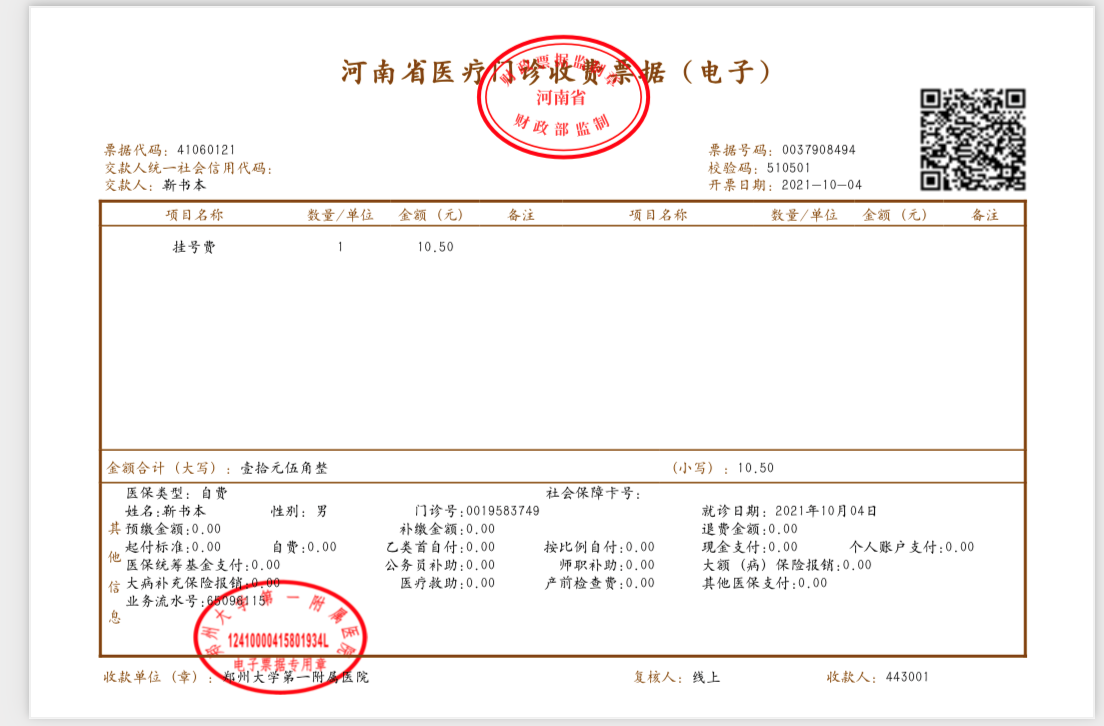 河南省医疗门诊收费票据（电子）
河南省
财政部监制
票据代码：41060121
票据号码：0037908494
交款人统一社会信用代码：
校验码：510501
交款人：靳书本
开票日期：2021-10-04
项目名称 数量/单位 金额（元） 备注 项目名称 数量/单位 金额（元） 备注
挂号费 1 10.50
金额合计（大写）：壹拾元伍角整 （小写）：10.50
其他信息
医保类型：自费 社会保障卡号：
姓名:靳书本 性别：男 门诊号:0019583749 就诊日期：2021年10月04日
预缴金额:0.00 补缴金额:0.00 退费金额:0.00
起付标准:0.00 自费:0.00 乙类首自付:0.00 按比例自付:0.00 现金支付:0.00 个人账户支付:0.00
医保统筹基金支付:0.00 公务员补助:0.00 师职补助:0.00 大额（病）保险报销:0.00
大病补充保险报销:0.00 医疗救助:0.00 产前检查费:0.00 其他医保支付:0.00
业务流水号:65096115
郑州大学第一附属医院
12410000415801934L
电子票据专用章
收款单位（章）：郑州大学第一附属医院 复核人：线上 收款人：443001